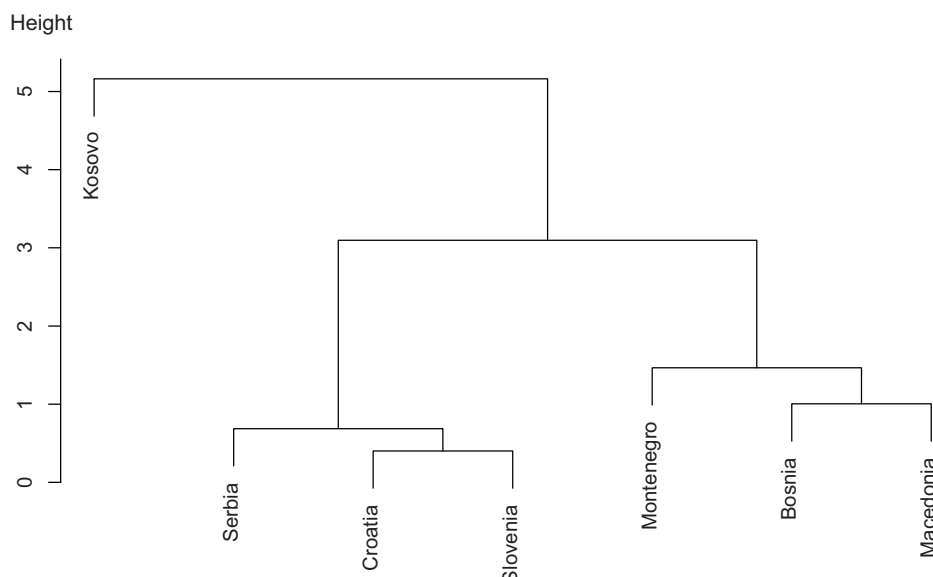 Height
5
4
3
2
1
0
Kosovo
Serbia
Croatia
Slovenia
Montenegro
Bosnia
Macedonia